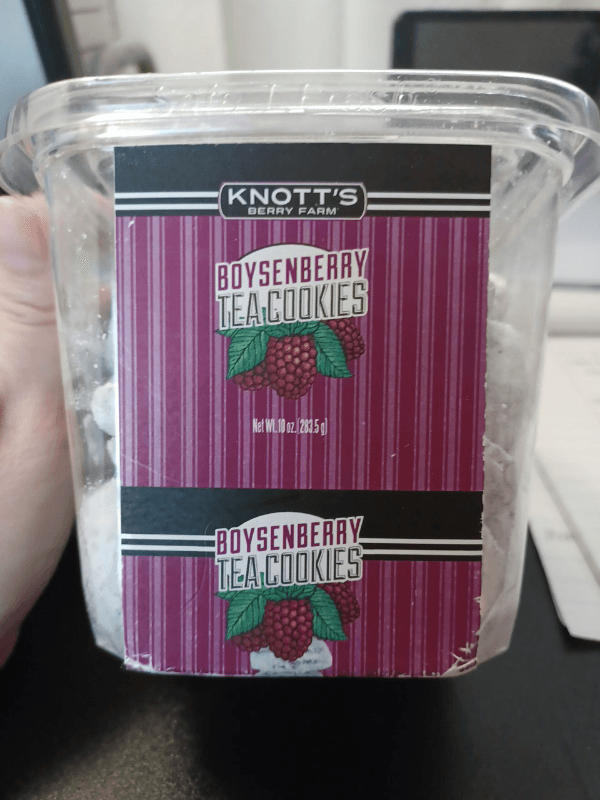 KNOTT'S
BERRY FARM
BOYSENBERRY
TEA COOKIES
Net Wt. 10 oz. (283.5 g)
BOYSENBERRY
TEA COOKIES